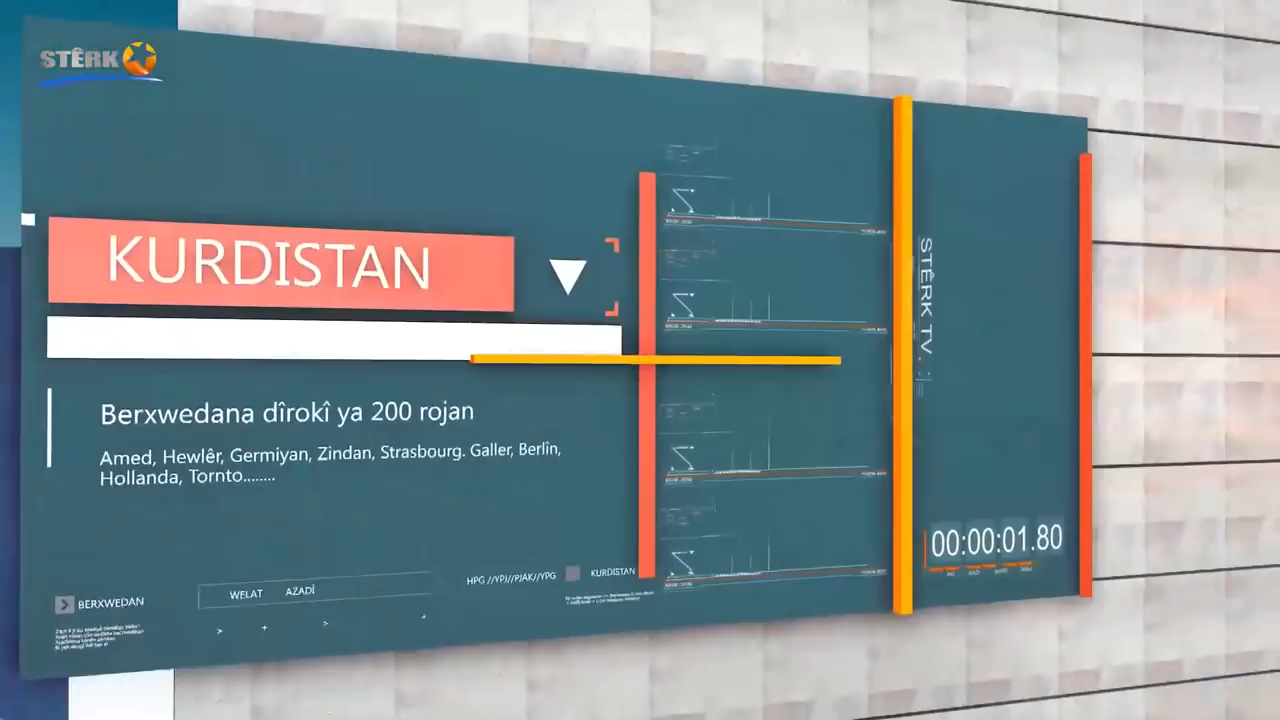 STÊRK
KURDISTAN
Berxwedana dîrokî ya 200 rojan
Amed, Hewlêr, Germiyan, Zindan, Strasbourg. Galler, Berlîn,
Hollanda, Tornto........
STÊRK TV.
00:00:01.80
HPG //YPJ//PJAK//YPG
KURDISTAN
WELAT AZADÎ
BERXWEDAN